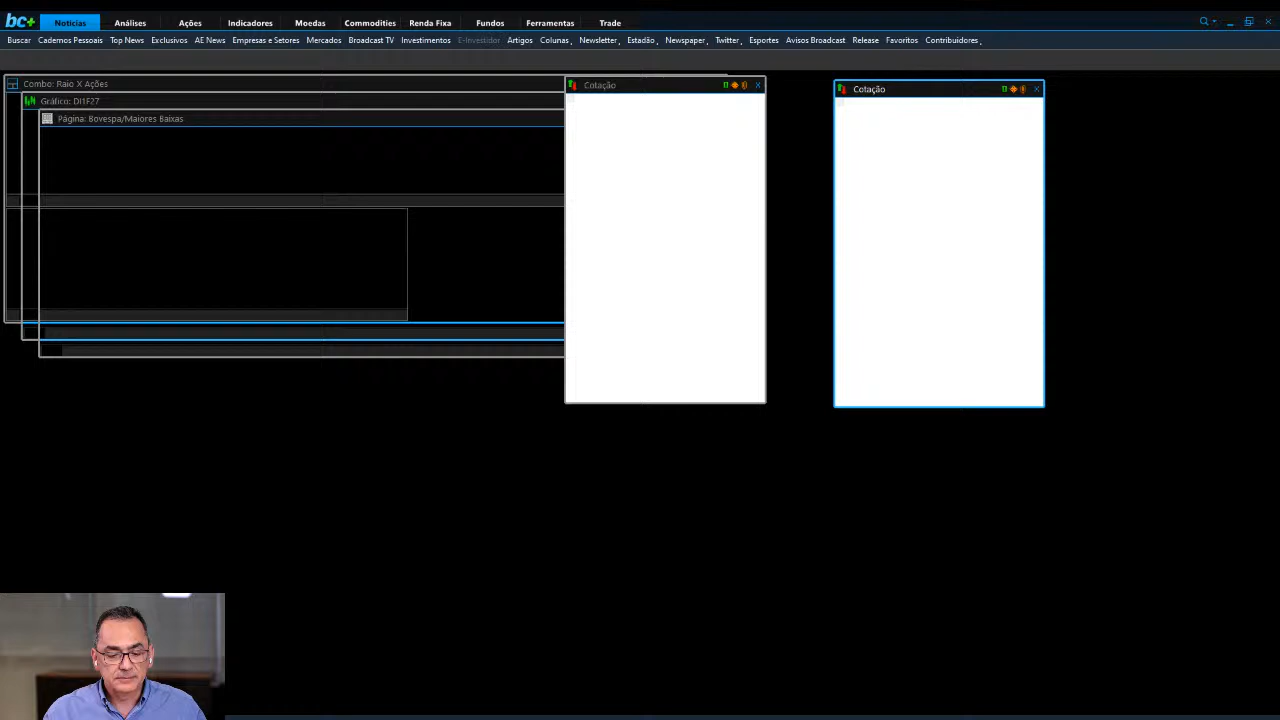 bc+ Notícias Análises Ações Indicadores Moedas Commodities Renda Fixa Fundos Ferramentas Trade
Buscar Cadernos Pessoais Top News Exclusivos AE News Empresas e Setores Mercados Broadcast TV Investimentos E-Investidor Artigos Colunas Newsletter Estadão Newspaper Twitter Esportes Avisos Broadcast Release Favoritos Contribuidores
Combo: Raio X Ações
Cotação
Cotação
Gráfico: DI1F27
Página: Bovespa/Maiores Baixas